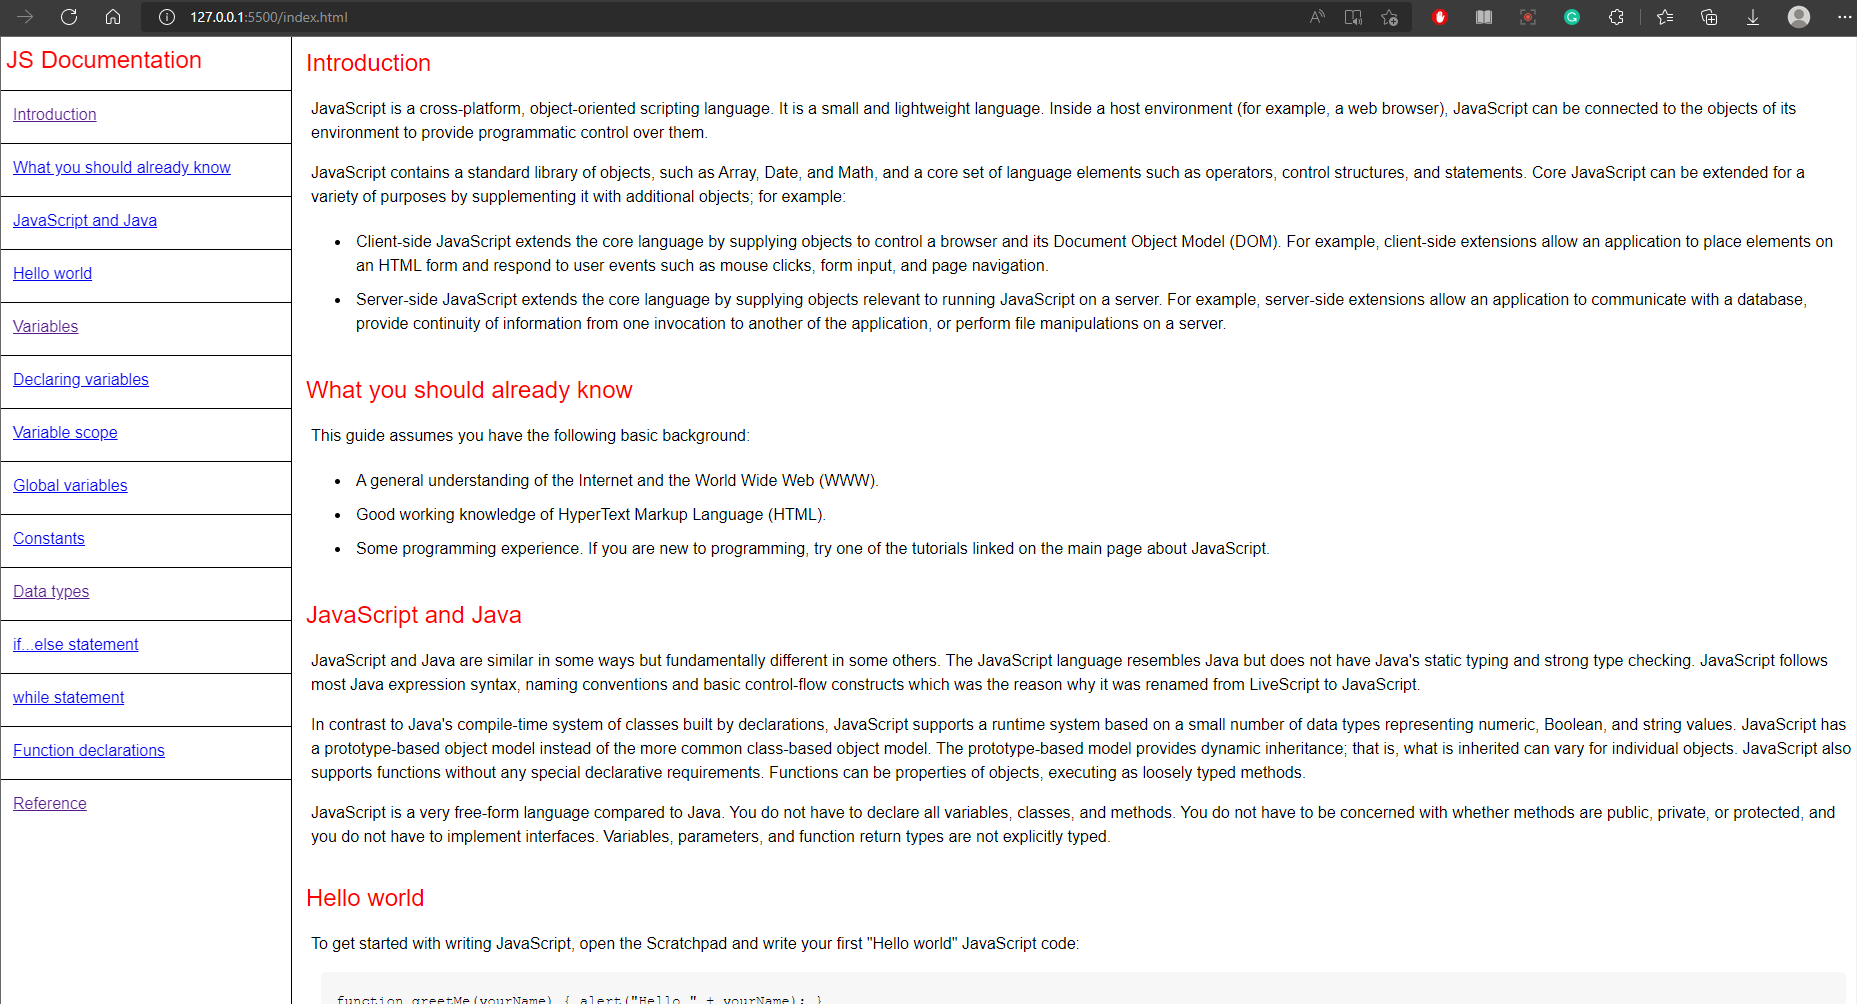 127.0.0.1:5500/index.html
JS Documentation
Introduction
What you should already know
JavaScript and Java
Hello world
Variables
Declaring variables
Variable scope
Global variables
Constants
Data types
if...else statement
while statement
Function declarations
Reference
Introduction
JavaScript is a cross-platform, object-oriented scripting language. It is a small and lightweight language. Inside a host environment (for example, a web browser), JavaScript can be connected to the objects of its
environment to provide programmatic control over them.
JavaScript contains a standard library of objects, such as Array, Date, and Math, and a core set of language elements such as operators, control structures, and statements. Core JavaScript can be extended for a
variety of purposes by supplementing it with additional objects; for example:
• Client-side JavaScript extends the core language by supplying objects to control a browser and its Document Object Model (DOM). For example, client-side extensions allow an application to place elements on
an HTML form and respond to user events such as mouse clicks, form input, and page navigation.
• Server-side JavaScript extends the core language by supplying objects relevant to running JavaScript on a server. For example, server-side extensions allow an application to communicate with a database,
provide continuity of information from one invocation to another of the application, or perform file manipulations on a server.
What you should already know
This guide assumes you have the following basic background:
• A general understanding of the Internet and the World Wide Web (WWW).
• Good working knowledge of HyperText Markup Language (HTML).
• Some programming experience. If you are new to programming, try one of the tutorials linked on the main page about JavaScript.
JavaScript and Java
JavaScript and Java are similar in some ways but fundamentally different in some others. The JavaScript language resembles Java but does not have Java's static typing and strong type checking. JavaScript follows
most Java expression syntax, naming conventions and basic control-flow constructs which was the reason why it was renamed from LiveScript to JavaScript.
In contrast to Java's compile-time system of classes built by declarations, JavaScript supports a runtime system based on a small number of data types representing numeric, Boolean, and string values. JavaScript has
a prototype-based object model instead of the more common class-based object model. The prototype-based model provides dynamic inheritance; that is, what is inherited can vary for individual objects. JavaScript also
supports functions without any special declarative requirements. Functions can be properties of objects, executing as loosely typed methods.
JavaScript is a very free-form language compared to Java. You do not have to declare all variables, classes, and methods. You do not have to be concerned with whether methods are public, private, or protected, and
you do not have to implement interfaces. Variables, parameters, and function return types are not explicitly typed.
Hello world
To get started with writing JavaScript, open the Scratchpad and write your first "Hello world" JavaScript code:
function greetMe(yourName) { alert("Hello " + yourName); }